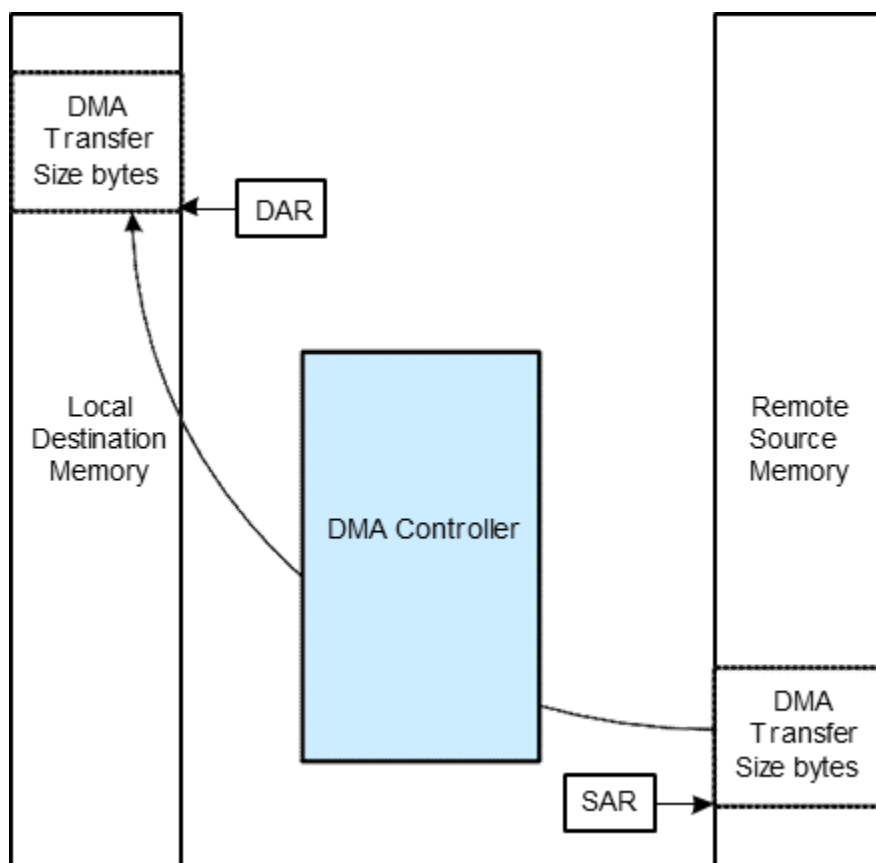 DMA
Transfer
Size bytes
DAR
Local
Destination
Memory
DMA Controller
Remote
Source
Memory
DMA
Transfer
Size bytes
SAR